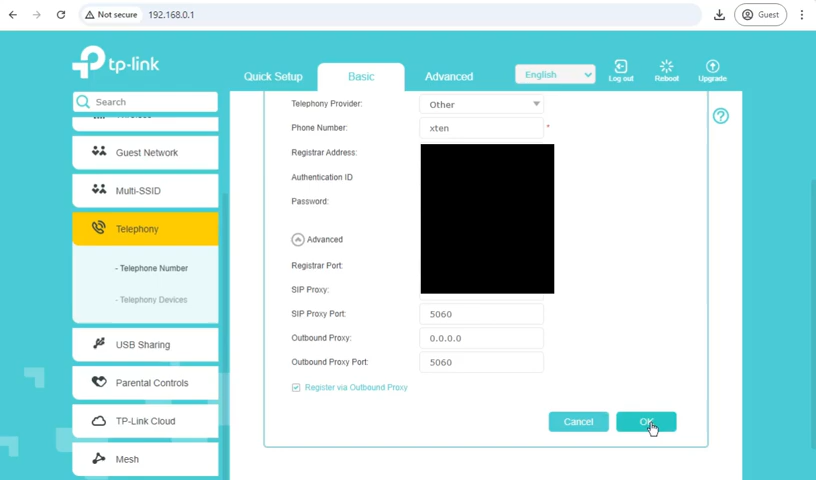 Not secure 192.168.0.1 Guest
tp-link
Quick Setup Basic Advanced English Log out Reboot Upgrade
Search
Guest Network
Multi-SSID
Telephony
- Telephone Number
- Telephony Devices
USB Sharing
Parental Controls
TP-Link Cloud
Mesh
Telephony Provider: Other
Phone Number: xten *
Registrar Address:
Authentication ID
Password:
Advanced
Registrar Port:
SIP Proxy:
SIP Proxy Port: 5060
Outbound Proxy: 0.0.0.0
Outbound Proxy Port: 5060
Register via Outbound Proxy
Cancel OK